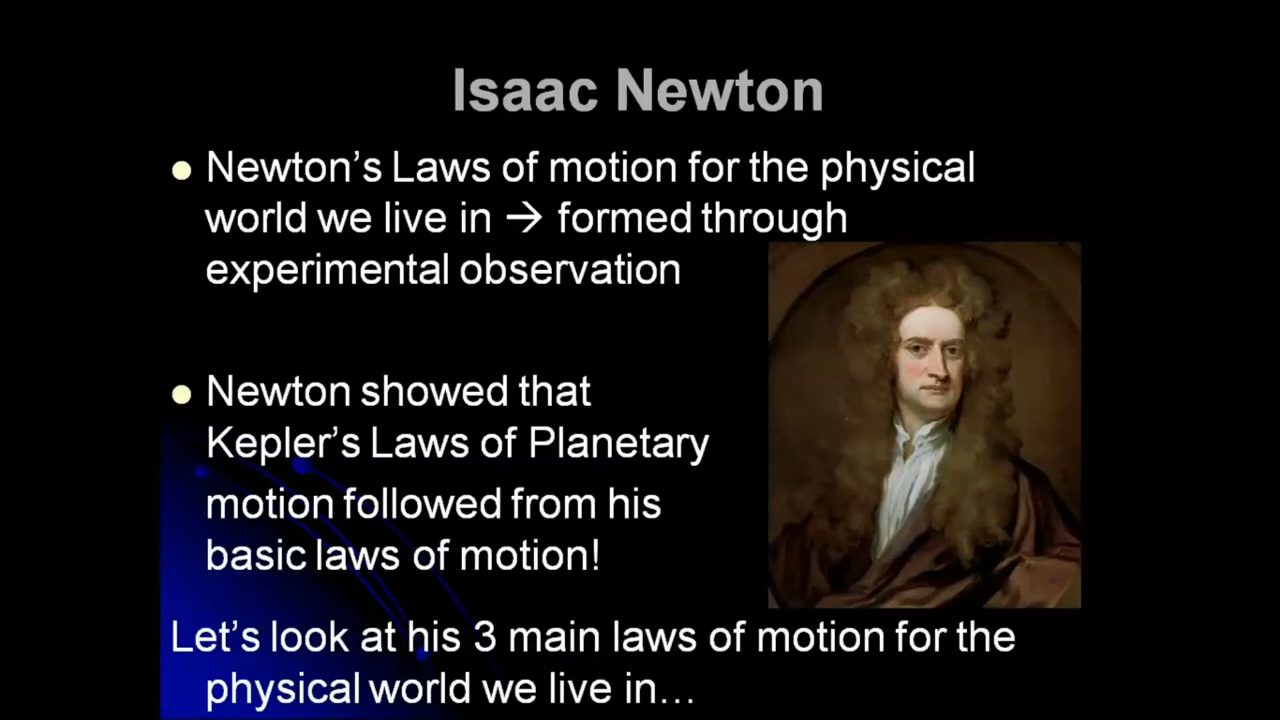 Isaac Newton
● Newton’s Laws of motion for the physical
world we live in → formed through
experimental observation
● Newton showed that
Kepler’s Laws of Planetary
motion followed from his
basic laws of motion!
Let’s look at his 3 main laws of motion for the
physical world we live in…